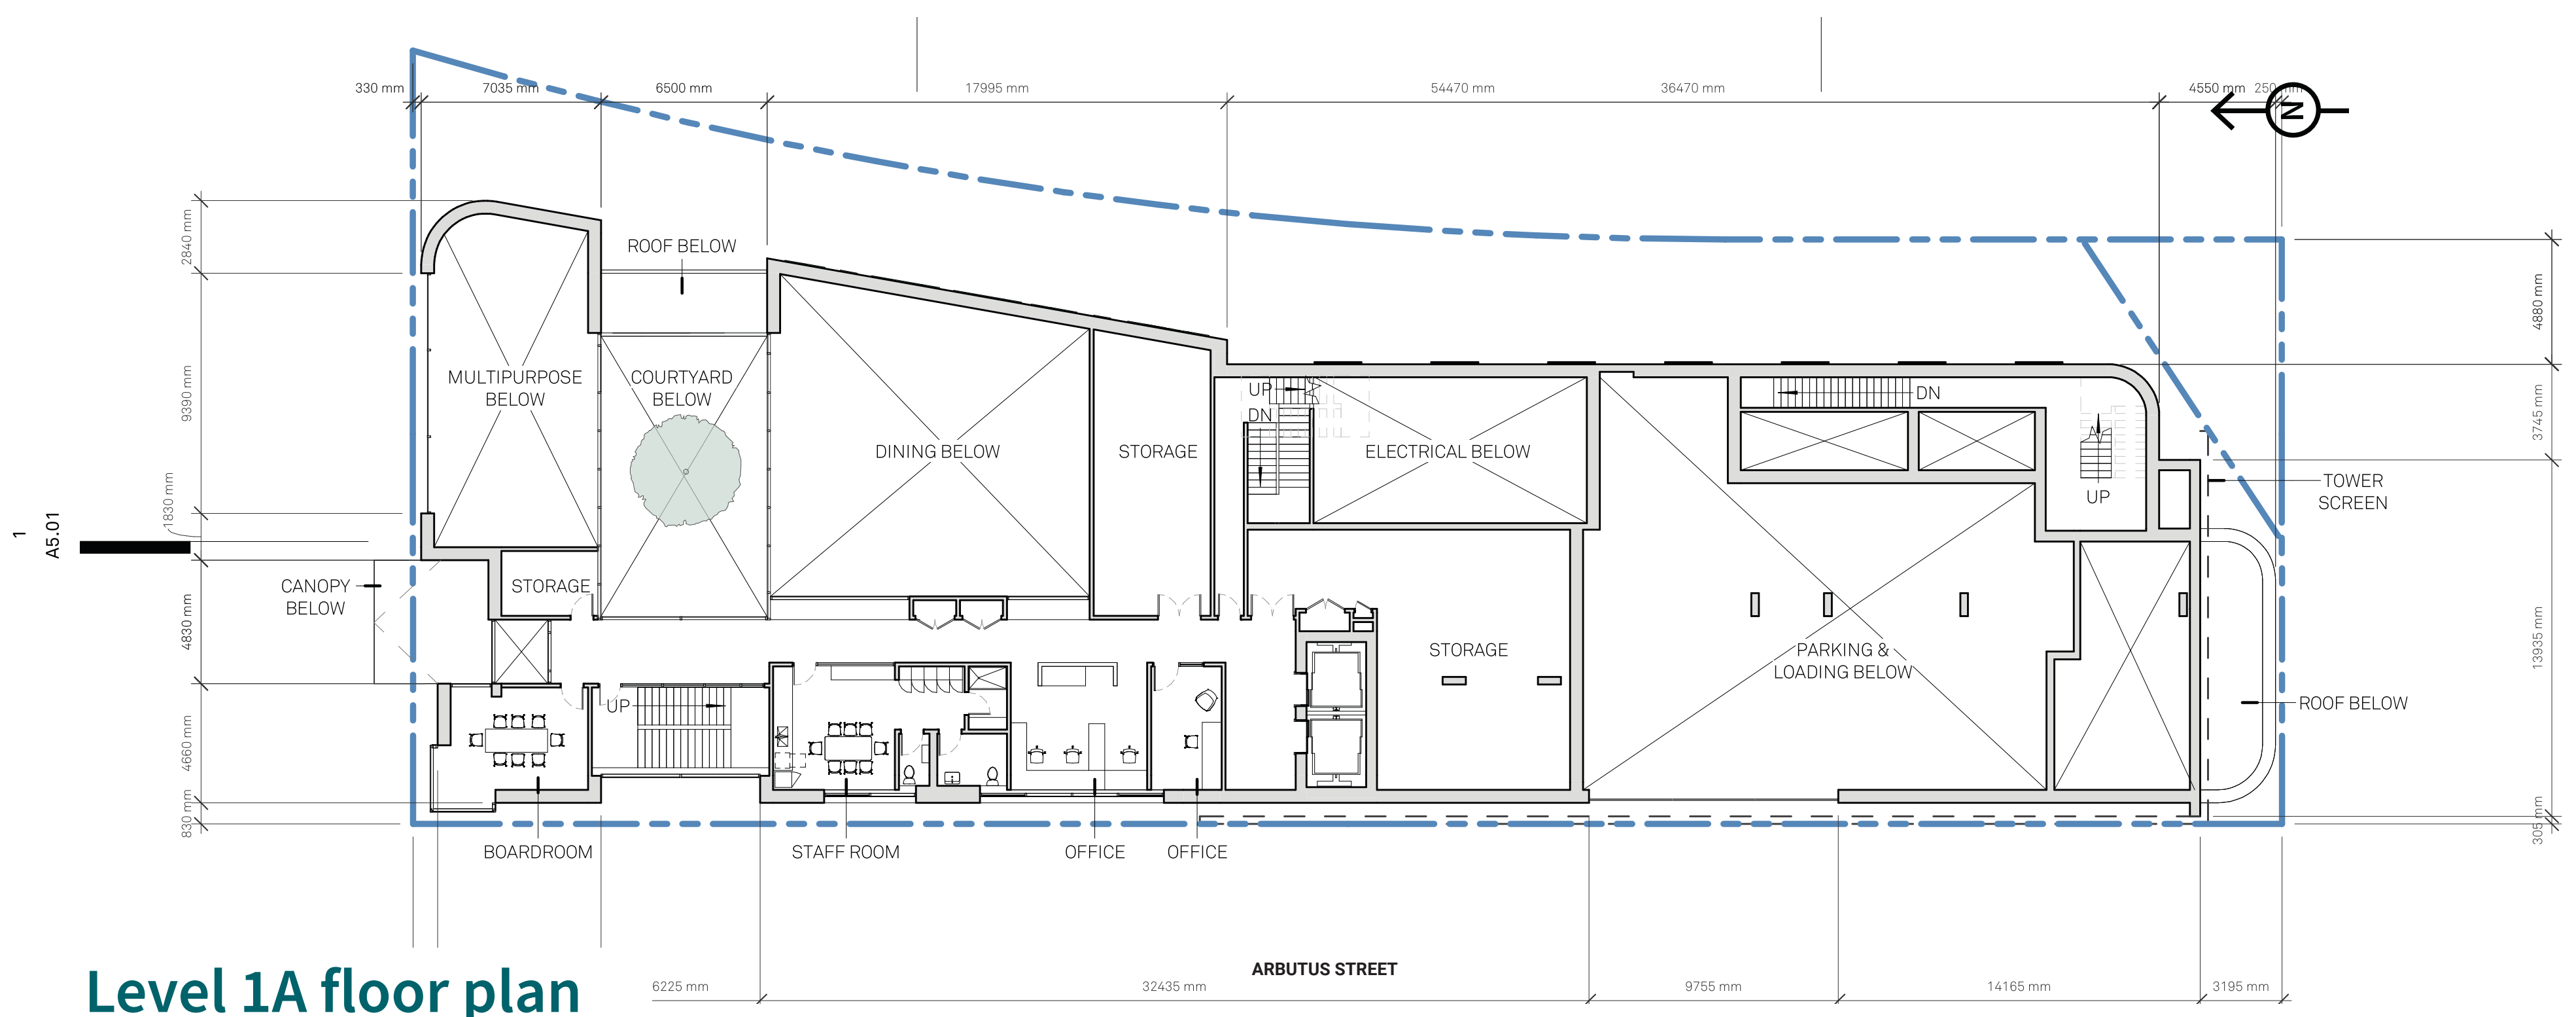 330 mm
7035 mm
6500 mm
17995 mm
54470 mm
36470 mm
4550 mm
250 mm
N
2840 mm
9390 mm
1830 mm
4830 mm
4660 mm
830 mm
4880 mm
3745 mm
13935 mm
305 mm
ROOF BELOW
MULTIPURPOSE
BELOW
COURTYARD
BELOW
DINING BELOW
STORAGE
UP
DN
ELECTRICAL BELOW
DN
UP
TOWER
SCREEN
1
A5.01
CANOPY
BELOW
STORAGE
STORAGE
PARKING &
LOADING BELOW
ROOF BELOW
UP
BOARDROOM
STAFF ROOM
OFFICE
OFFICE
ARBUTUS STREET
6225 mm
32435 mm
9755 mm
14165 mm
3195 mm
Level 1A floor plan